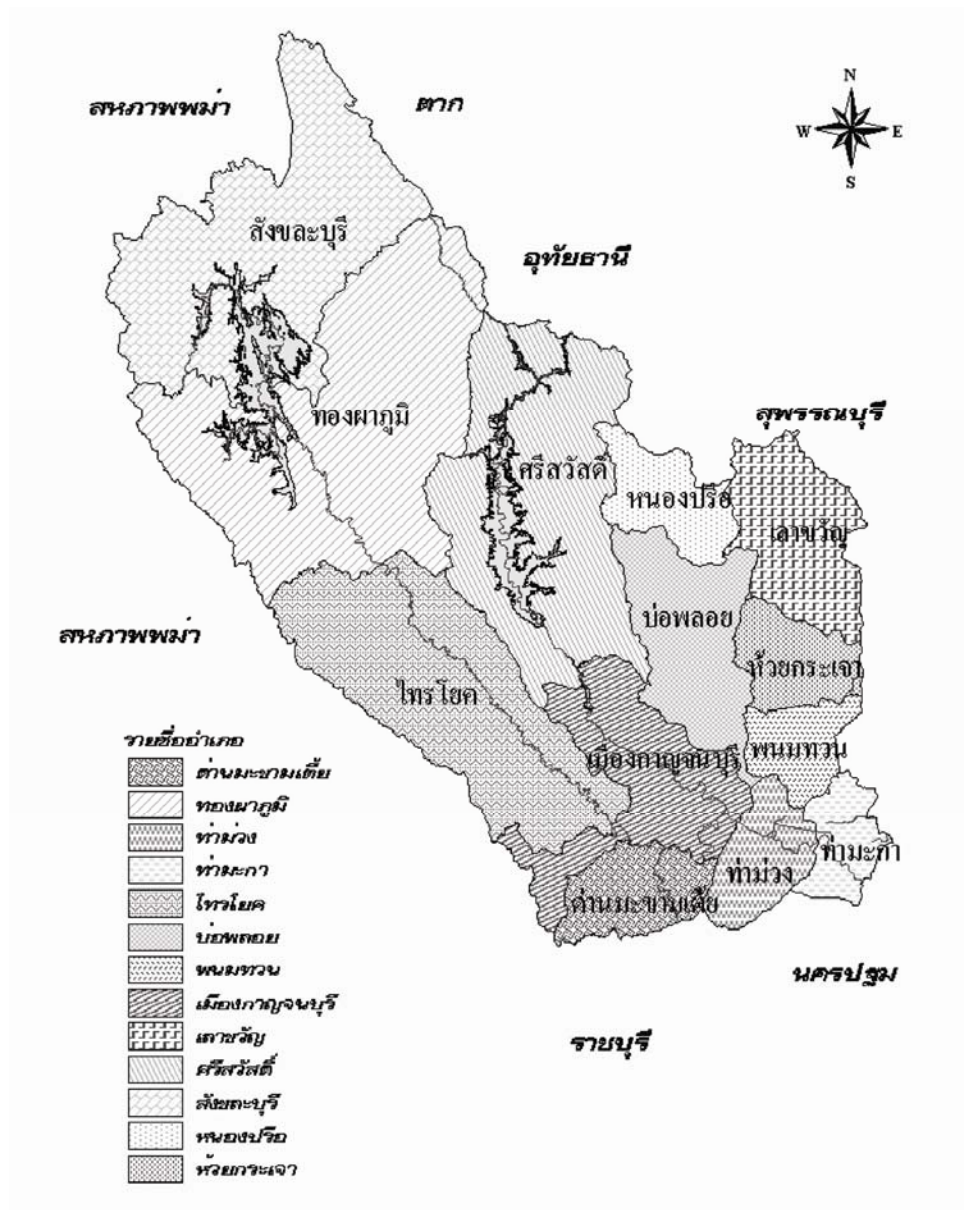 N
W E
S
สหภาพพม่า
ตาก
สังขละบุรี
อุทัยธานี
ทองผาภูมิ
สุพรรณบุรี
ศรีสวัสดิ์
หนองปรือ
เลาขวัญ
บ่อพลอย
สหภาพพม่า
ห้วยกระเจา
ไทรโยค
เมืองกาญจนบุรี
พนมทวน
ท่ามะกา
ท่าม่วง
ด่านมะขามเตี้ย
นครปฐม
ราชบุรี
รายชื่ออำเภอ
ด่านมะขามเตี้ย
ทองผาภูมิ
ท่าม่วง
ท่ามะกา
ไทรโยค
บ่อพลอย
พนมทวน
เมืองกาญจนบุรี
เลาขวัญ
ศรีสวัสดิ์
สังขละบุรี
หนองปรือ
ห้วยกระเจา